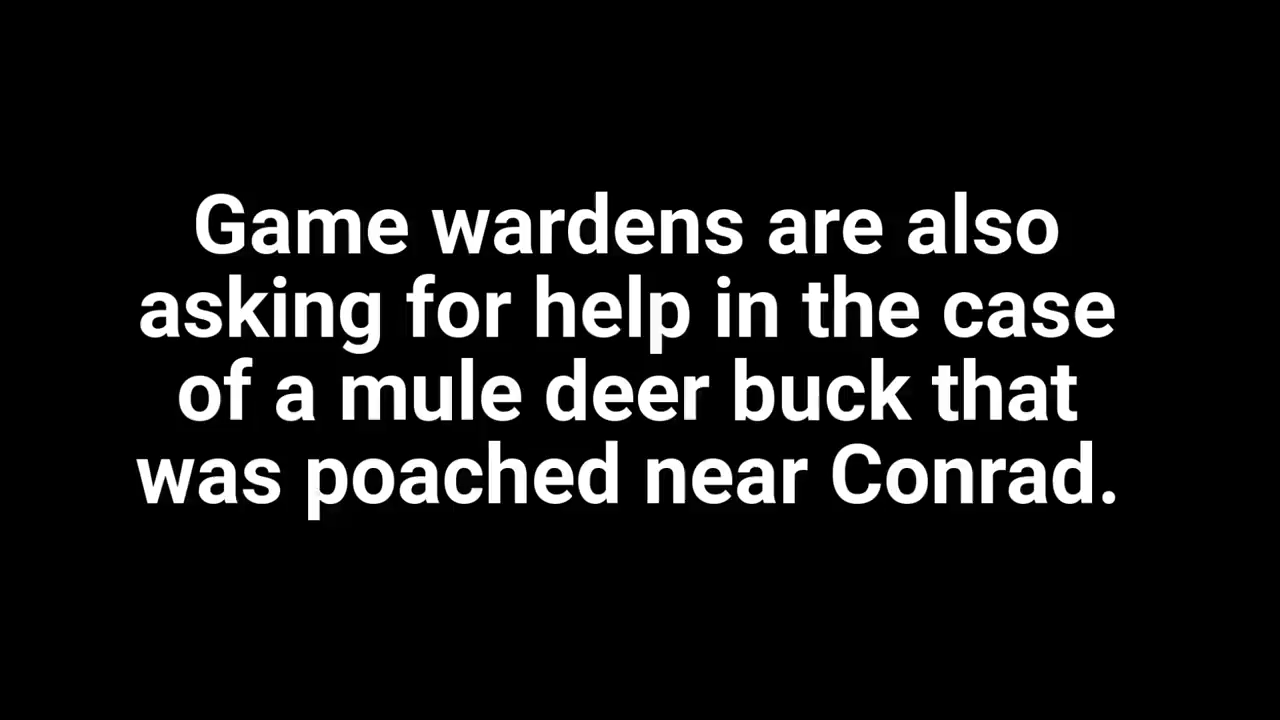 Game wardens are also
asking for help in the case
of a mule deer buck that
was poached near Conrad.